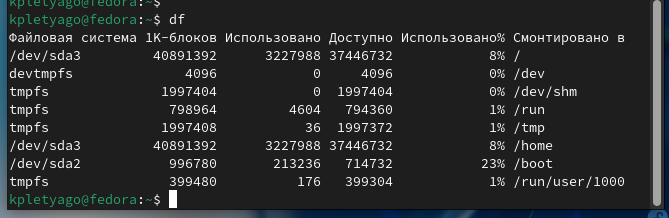 kpletyago@fedora:~$
kpletyago@fedora:~$ df
Файловая система 1K-блоков Использовано Доступно Использовано% Смонтировано в
/dev/sda3 40891392 3227988 37446732 8% /
devtmpfs 4096 0 4096 0% /dev
tmpfs 1997404 0 1997404 0% /dev/shm
tmpfs 798964 4604 794360 1% /run
tmpfs 1997408 36 1997372 1% /tmp
/dev/sda3 40891392 3227988 37446732 8% /home
/dev/sda2 996780 213236 714732 23% /boot
tmpfs 399480 176 399304 1% /run/user/1000
kpletyago@fedora:~$